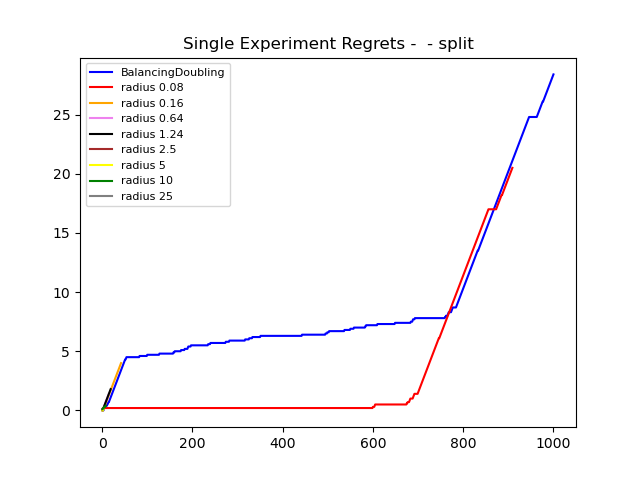 Single Experiment Regrets -  - split
BalancingDoubling
radius 0.08
radius 0.16
radius 0.64
radius 1.24
radius 2.5
radius 5
radius 10
radius 25
25
20
15
10
5
0
0 200 400 600 800 1000